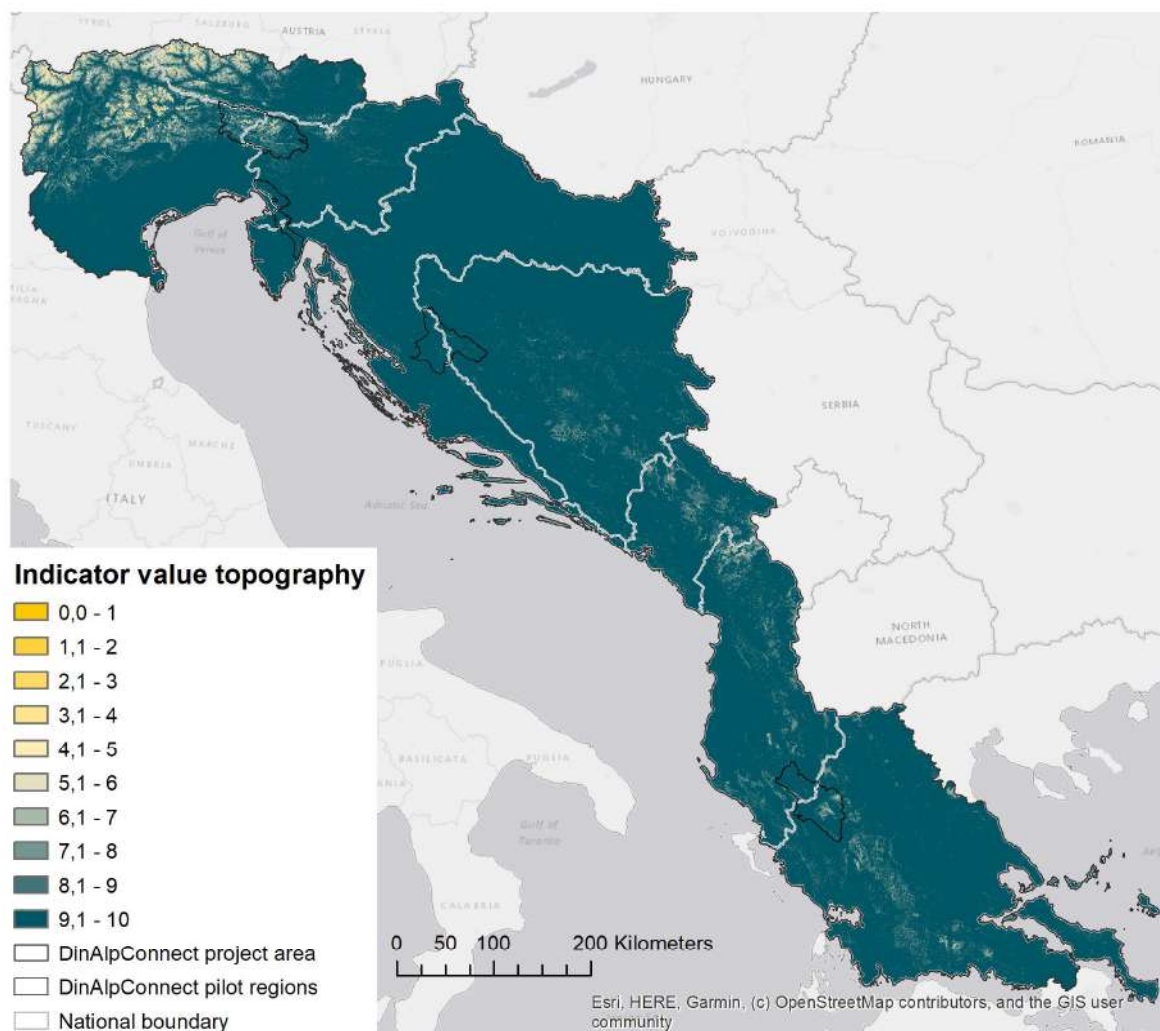 TYROL
SALZBURG
AUSTRIA
STYRIA
HUNGARY
ROMANIA
VOJVODINA
Gulf of
Venice
TUSCANY
MARCHE
UMBRIA
SERBIA
ITALY
Adriatic Sea
NORTH
MACEDONIA
PUGLIA
BASILICATA
PUGLIA
Gulf of
Taranto
CALABRIA
Indicator value topography
0,0 - 1
1,1 - 2
2,1 - 3
3,1 - 4
4,1 - 5
5,1 - 6
6,1 - 7
7,1 - 8
8,1 - 9
9,1 - 10
DinAlpConnect project area
DinAlpConnect pilot regions
National boundary
0 50 100 200 Kilometers
Esri, HERE, Garmin, (c) OpenStreetMap contributors, and the GIS user
community